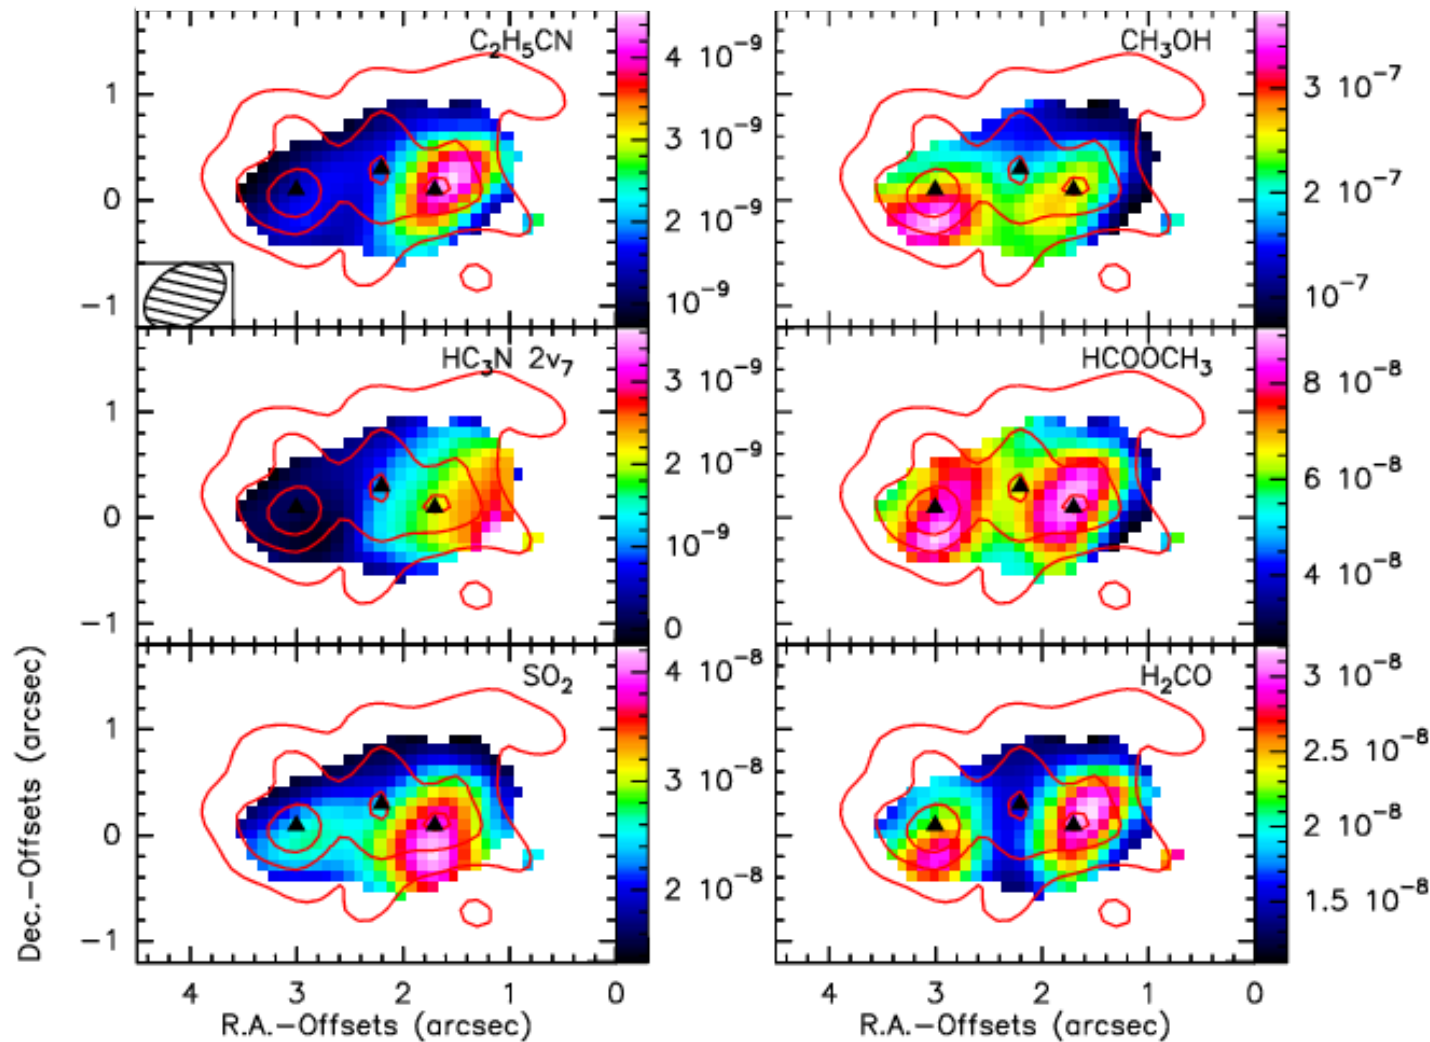 C₂H₅CN
4 10⁻⁹
3 10⁻⁹
2 10⁻⁹
10⁻⁹
1
0
−1
CH₃OH
3 10⁻⁷
2 10⁻⁷
10⁻⁷
HC₃N 2v₇
3 10⁻⁹
2 10⁻⁹
10⁻⁹
0
1
0
−1
HCOOCH₃
8 10⁻⁸
6 10⁻⁸
4 10⁻⁸
SO₂
4 10⁻⁸
3 10⁻⁸
2 10⁻⁸
1
0
−1
4 3 2 1 0
R.A.−Offsets (arcsec)
Dec.−Offsets (arcsec)
H₂CO
3 10⁻⁸
2.5 10⁻⁸
2 10⁻⁸
1.5 10⁻⁸
4 3 2 1 0
R.A.−Offsets (arcsec)